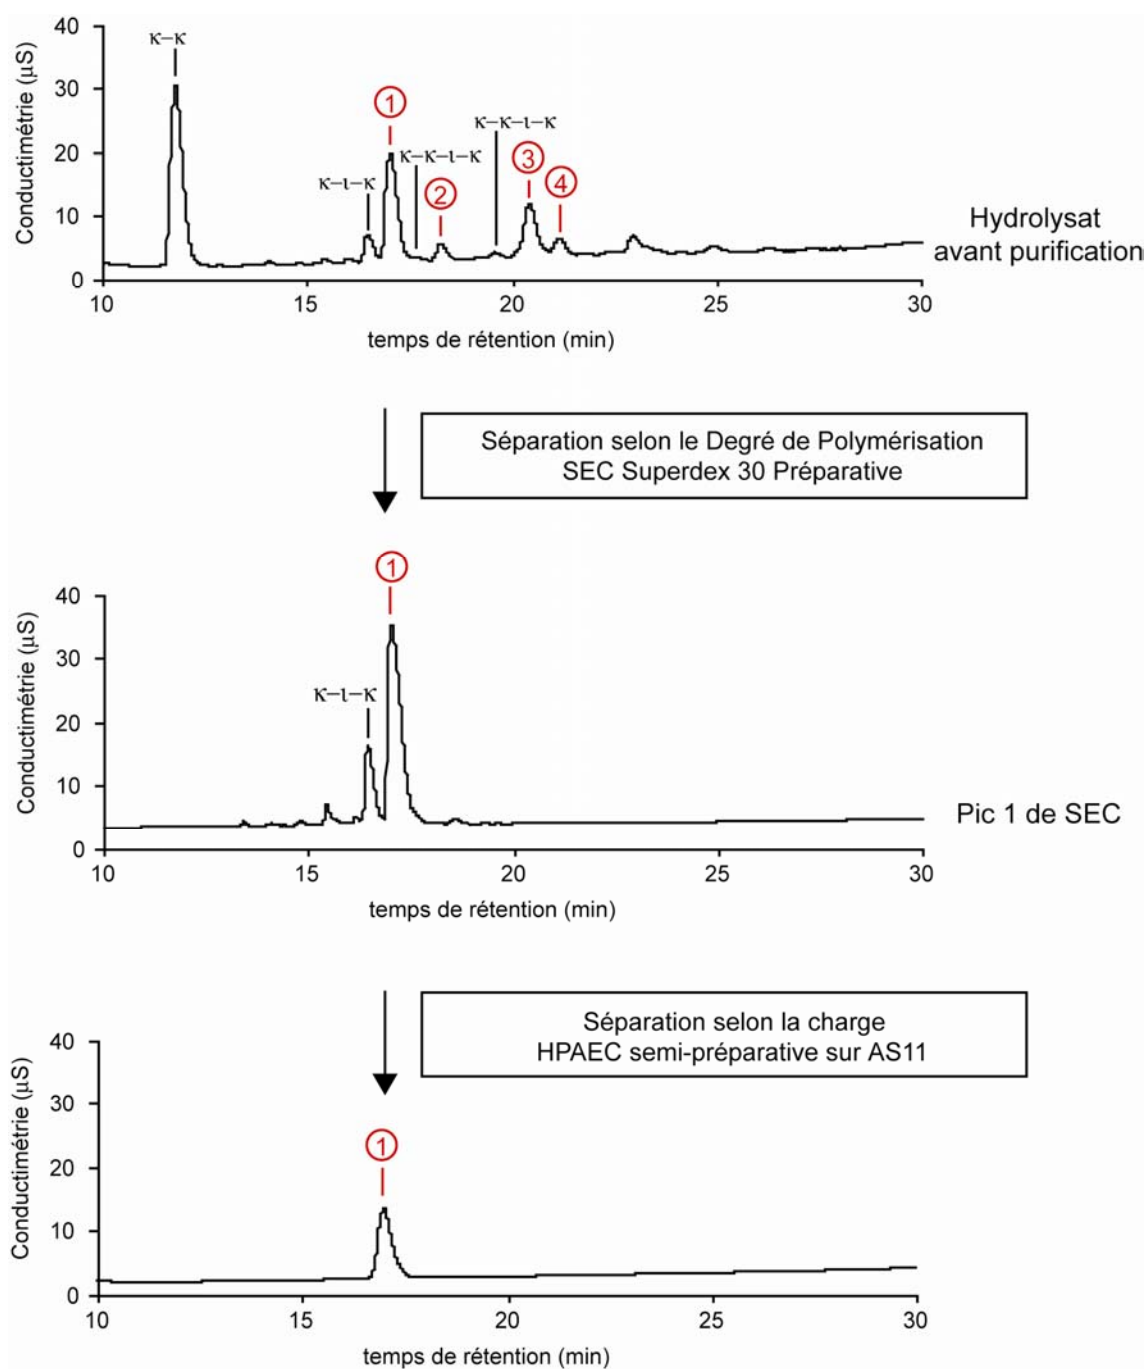 Conductimétrie (μS)
40
30
20
10
0
κ–κ
κ–ι–κ
1
κ–κ–ι–κ
2
κ–κ–ι–κ
3
4
10
15
20
25
30
temps de rétention (min)
Hydrolysat
avant purification
Séparation selon le Degré de Polymérisation
SEC Superdex 30 Préparative
Conductimétrie (μS)
40
30
20
10
0
κ–ι–κ
1
10
15
20
25
30
temps de rétention (min)
Pic 1 de SEC
Séparation selon la charge
HPAEC semi-préparative sur AS11
Conductimétrie (μS)
40
30
20
10
0
1
10
15
20
25
30
temps de rétention (min)